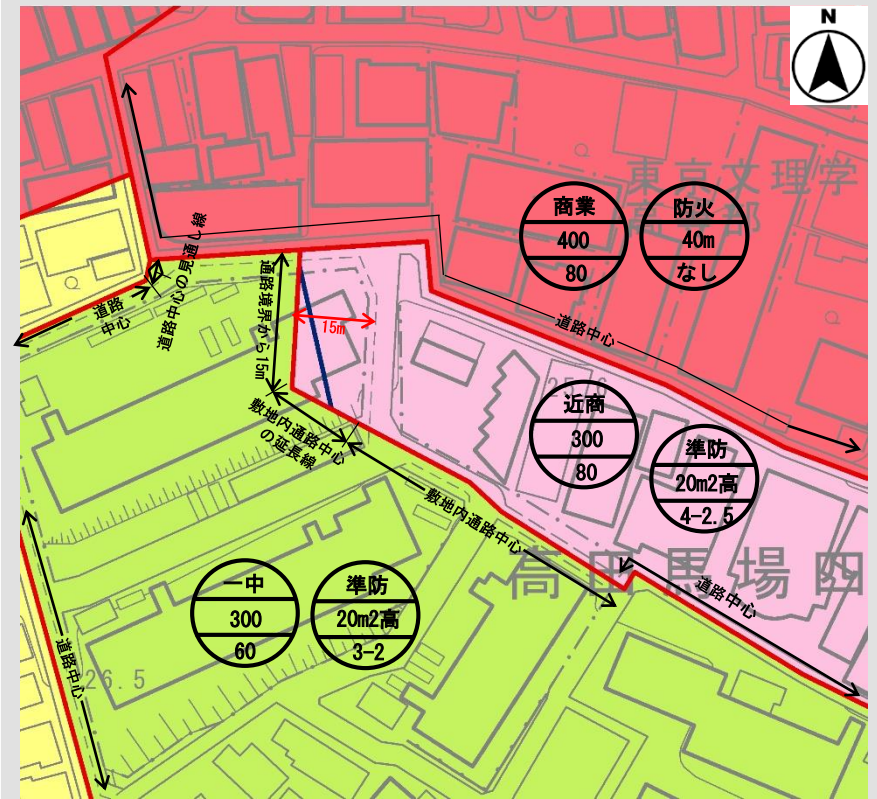 N
東京文理学
商業
400
80
防火
40m
なし
道路中心の見通し線
道路
中心
通路境界から15m
15m
道路中心
近商
300
80
準防
20m2高
4-2.5
敷地内通路中心
の延長線
敷地内通路中心
高田馬場四
道路中心
一中
300
60
準防
20m2高
3-2
道路中心
26.5